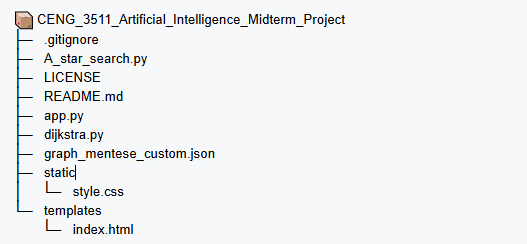 CENG_3511_Artificial_Intelligence_Midterm_Project
.gitignore
A_star_search.py
LICENSE
README.md
app.py
dijkstra.py
graph_mentese_custom.json
static
style.css
templates
index.html